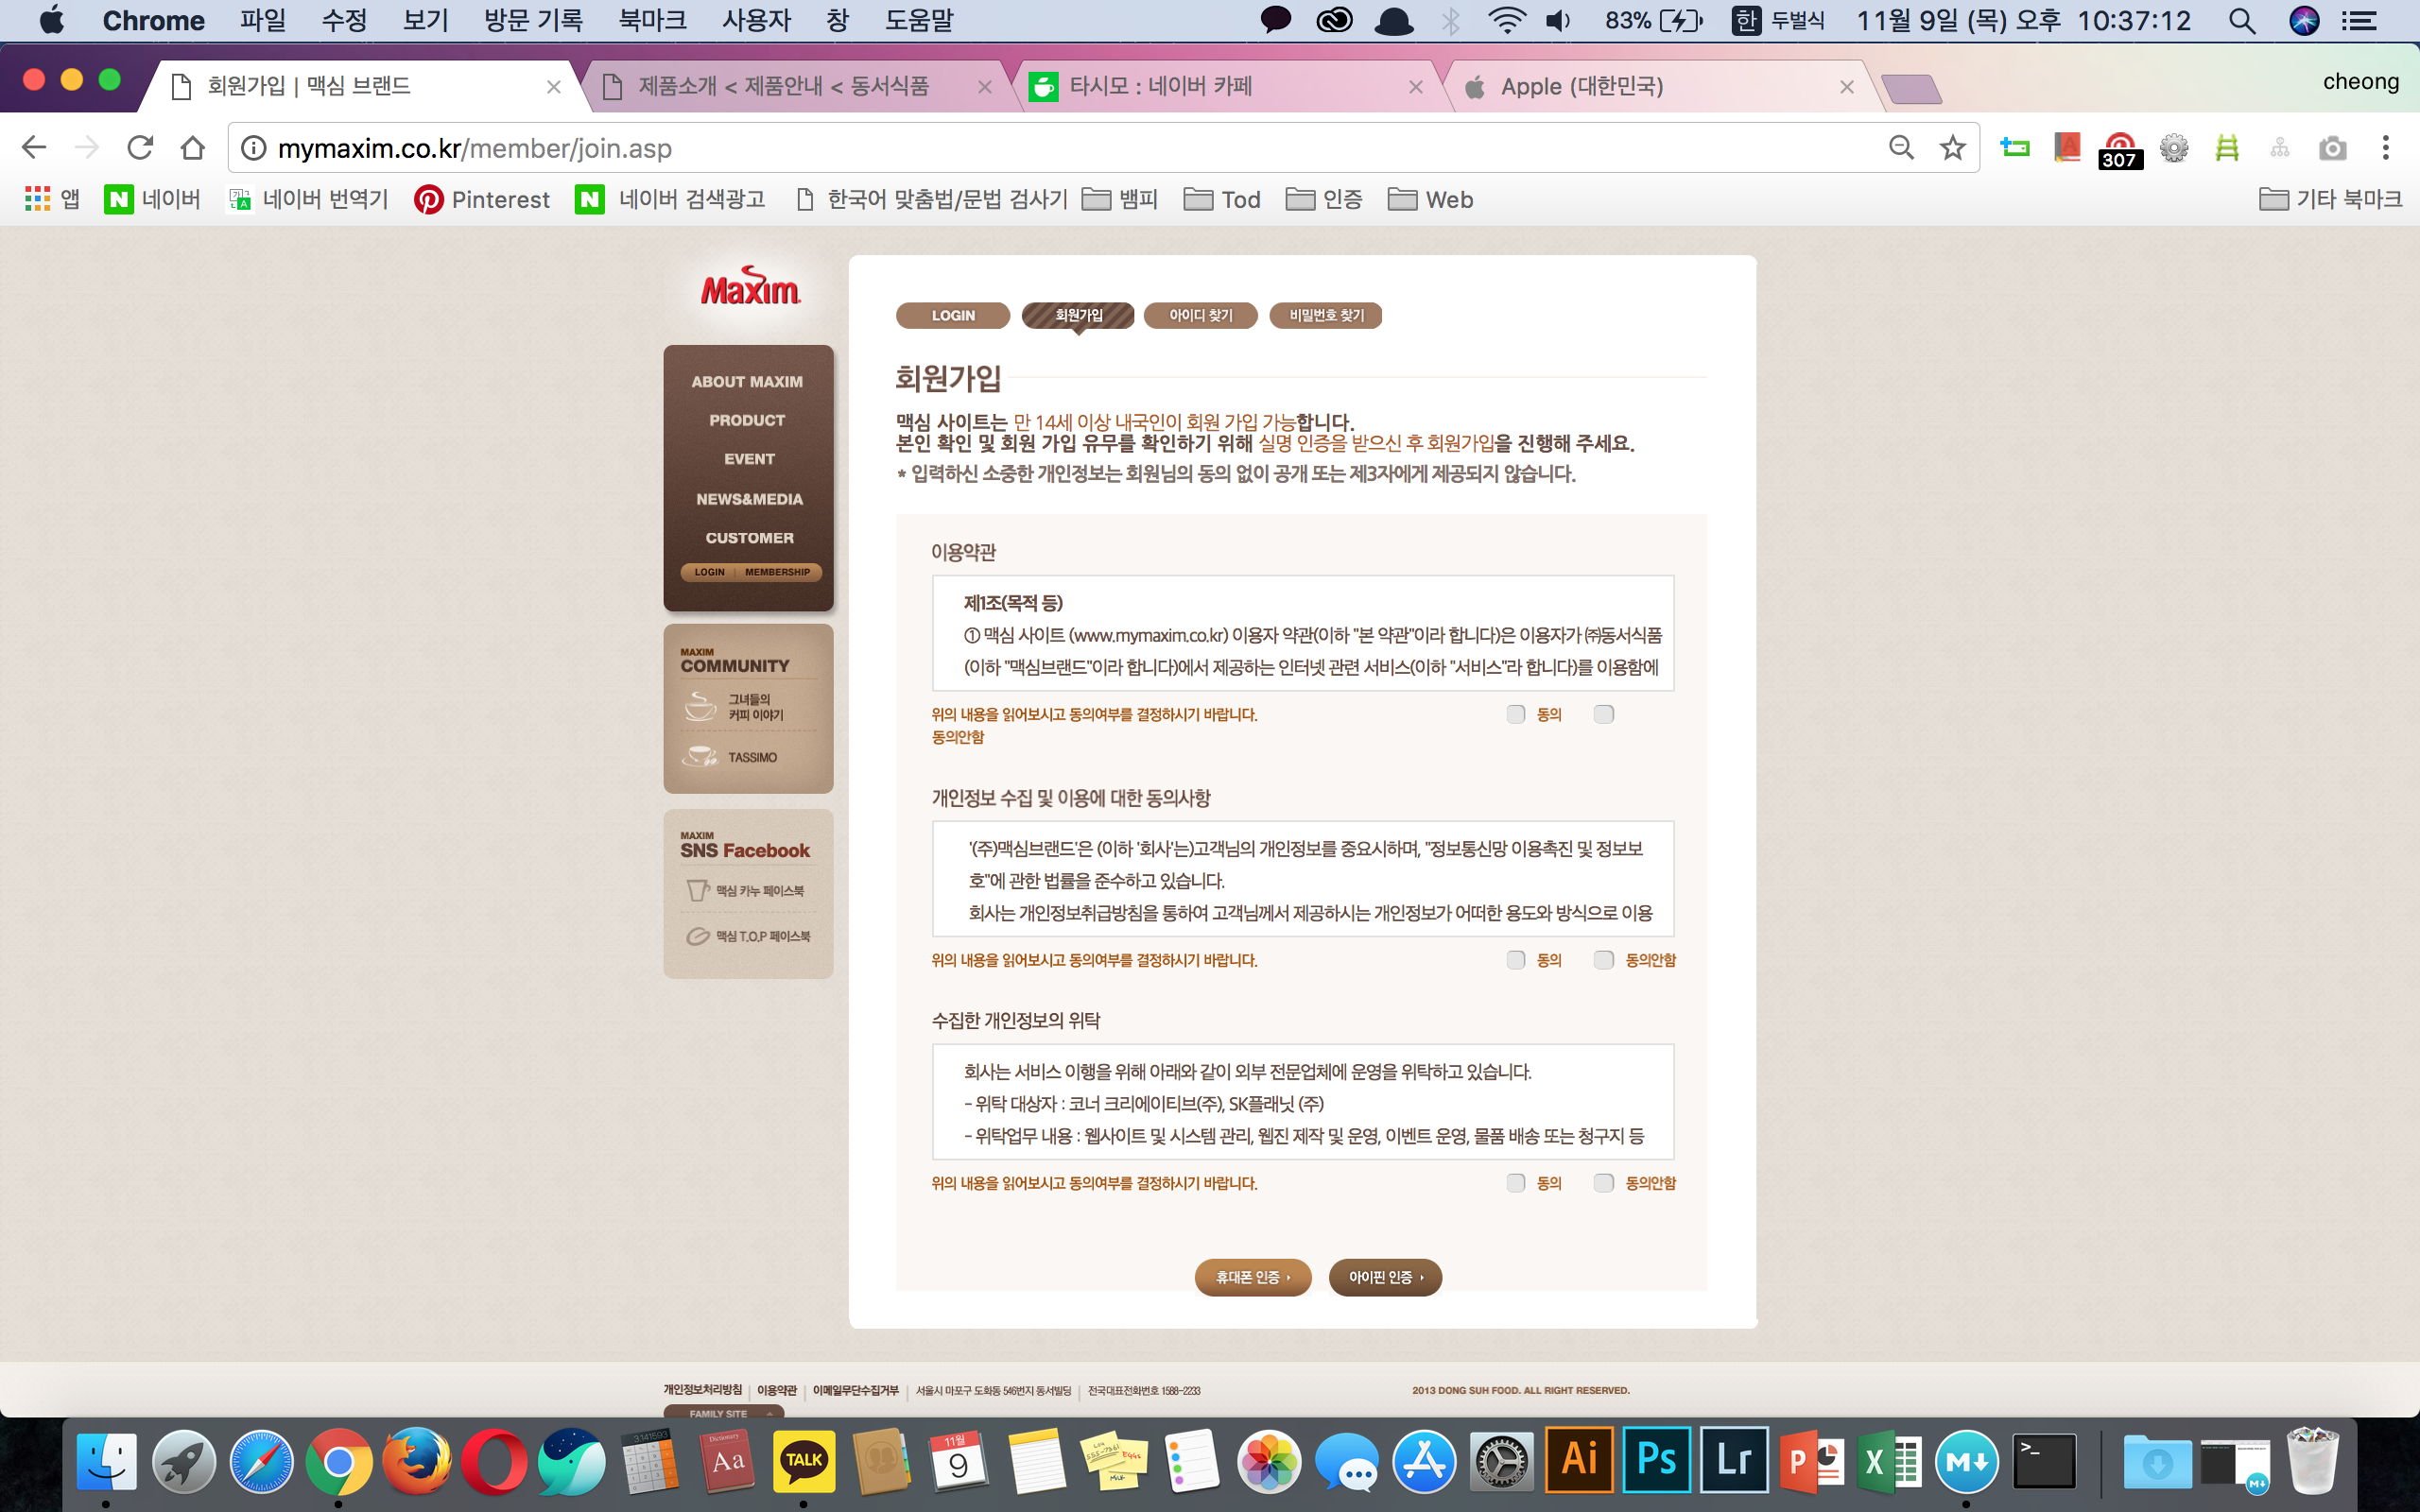 Chrome 파일 수정 보기 방문 기록 북마크 사용자 창 도움말 83% 한 두벌식 11월 9일 (목) 오후 10:37:12
회원가입 | 맥심 브랜드 제품소개 < 제품안내 < 동서식품 타시모 : 네이버 카페 Apple (대한민국) cheong
mymaxim.co.kr/member/join.asp 307
앱 네이버 네이버 번역기 Pinterest 네이버 검색광고 한국어 맞춤법/문법 검사기 뱀피 Tod 인증 Web 기타 북마크
Maxim
ABOUT MAXIM
PRODUCT
EVENT
NEWS&MEDIA
CUSTOMER
LOGIN | MEMBERSHIP
MAXIM
COMMUNITY
그녀들의
커피 이야기
TASSIMO
MAXIM
SNS Facebook
맥심 카누 페이스북
맥심 T.O.P 페이스북
LOGIN 회원가입 아이디 찾기 비밀번호 찾기
회원가입
맥심 사이트는 만 14세 이상 내국인이 회원 가입 가능합니다.
본인 확인 및 회원 가입 유무를 확인하기 위해 실명 인증을 받으신 후 회원가입을 진행해 주세요.
* 입력하신 소중한 개인정보는 회원님의 동의 없이 공개 또는 제3자에게 제공되지 않습니다.
이용약관
제1조(목적 등)
① 맥심 사이트 (www.mymaxim.co.kr) 이용자 약관(이하 "본 약관"이라 합니다)은 이용자가 ㈜동서식품
(이하 "맥심브랜드"이라 합니다)에서 제공하는 인터넷 관련 서비스(이하 "서비스"라 합니다)를 이용함에
위의 내용을 읽어보시고 동의여부를 결정하시기 바랍니다. 동의
동의안함
개인정보 수집 및 이용에 대한 동의사항
'(주)맥심브랜드'은 (이하 '회사'는)고객님의 개인정보를 중요시하며, "정보통신망 이용촉진 및 정보보
호"에 관한 법률을 준수하고 있습니다.
회사는 개인정보취급방침을 통하여 고객님께서 제공하시는 개인정보가 어떠한 용도와 방식으로 이용
위의 내용을 읽어보시고 동의여부를 결정하시기 바랍니다. 동의 동의안함
수집한 개인정보의 위탁
회사는 서비스 이행을 위해 아래와 같이 외부 전문업체에 운영을 위탁하고 있습니다.
- 위탁 대상자 : 코너 크리에이티브(주), SK플래닛 (주)
- 위탁업무 내용 : 웹사이트 및 시스템 관리, 웹진 제작 및 운영, 이벤트 운영, 물품 배송 또는 청구지 등
위의 내용을 읽어보시고 동의여부를 결정하시기 바랍니다. 동의 동의안함
휴대폰 인증 아이핀 인증
개인정보처리방침 | 이용약관 | 이메일무단수집거부 | 서울시 마포구 도화동 546번지 동서빌딩 | 전국대표전화번호 1588-2233 2013 DONG SUH FOOD. ALL RIGHT RESERVED.
FAMILY SITE
Dictionary Aa TALK 11월 9 Eggs Milk Ai Ps Lr P X M